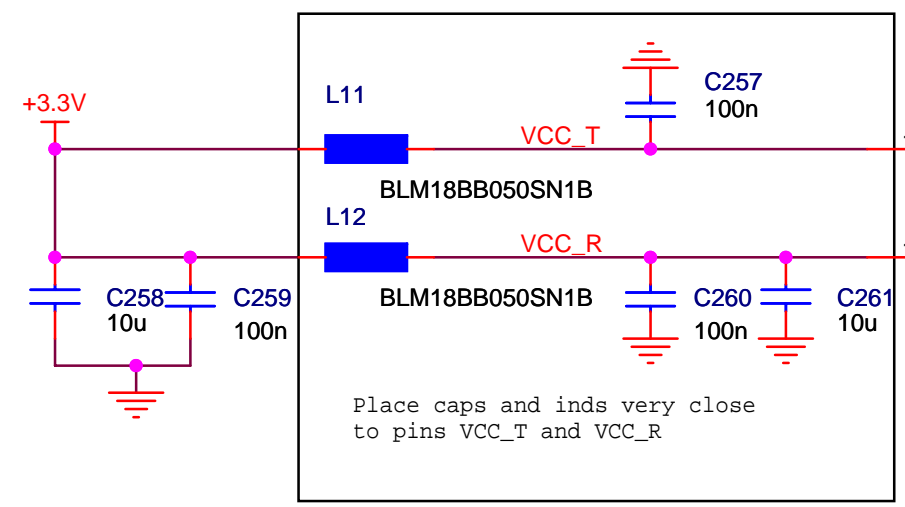 C257
100n
L11
+3.3V
VCC_T
BLM18BB050SN1B
L12
VCC_R
BLM18BB050SN1B
C258
10u
C259
100n
C260
100n
C261
10u
Place caps and inds very close
to pins VCC_T and VCC_R